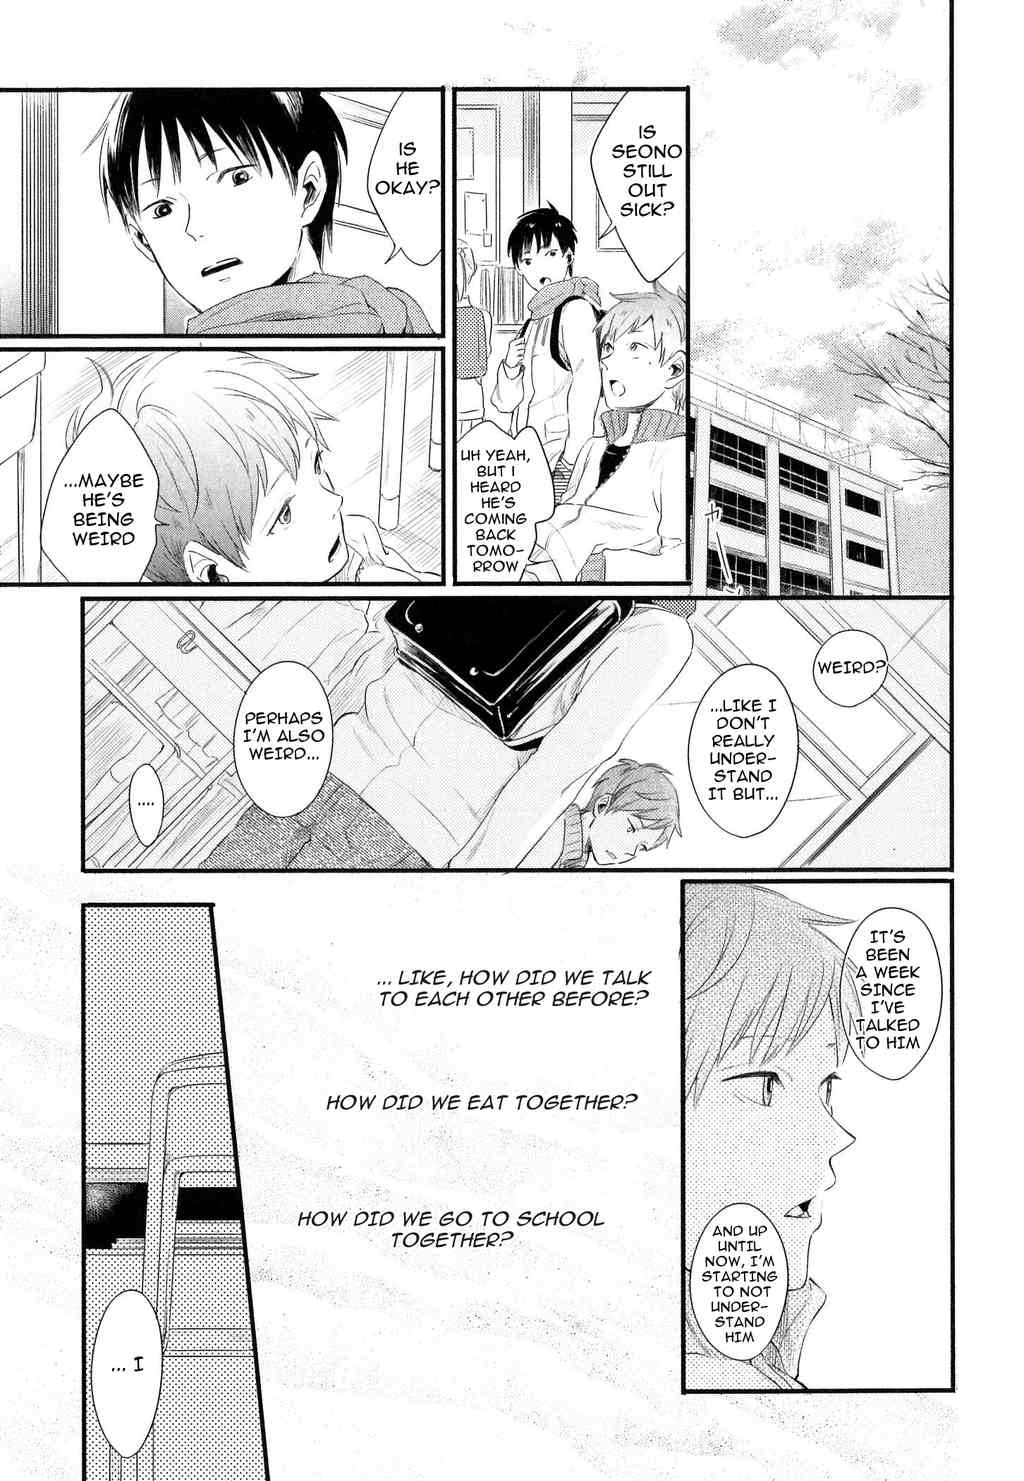 IS
SEONO
STILL
OUT
SICK?
UH YEAH,
BUT I
HEARD
HE'S
COMING
BACK
TOMO-
RROW
IS
HE
OKAY?
...MAYBE
HE'S
BEING
WEIRD
WEIRD?
...LIKE I
DON'T
REALLY
UNDER-
STAND
IT BUT...
PERHAPS
I'M ALSO
WEIRD...
....
IT'S
BEEN
A WEEK
SINCE
I'VE
TALKED
TO HIM
AND UP
UNTIL
NOW, I'M
STARTING
TO NOT
UNDER-
STAND
HIM
... LIKE, HOW DID WE TALK
TO EACH OTHER BEFORE?
HOW DID WE EAT TOGETHER?
HOW DID WE GO TO SCHOOL
TOGETHER?
... I